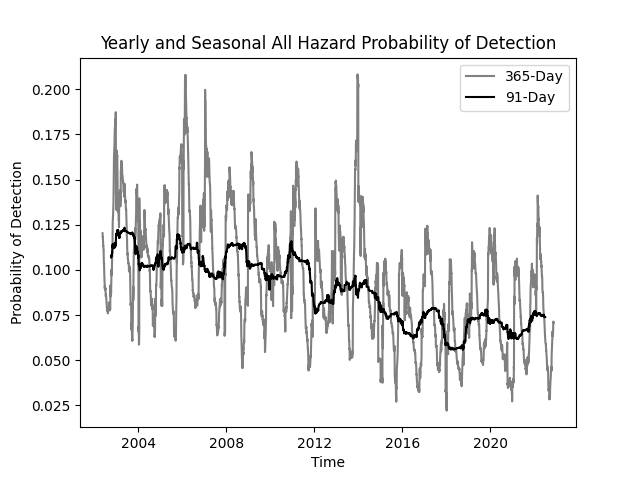 Yearly and Seasonal All Hazard Probability of Detection
365-Day
91-Day
Probability of Detection
0.200
0.175
0.150
0.125
0.100
0.075
0.050
0.025
2004 2008 2012 2016 2020
Time